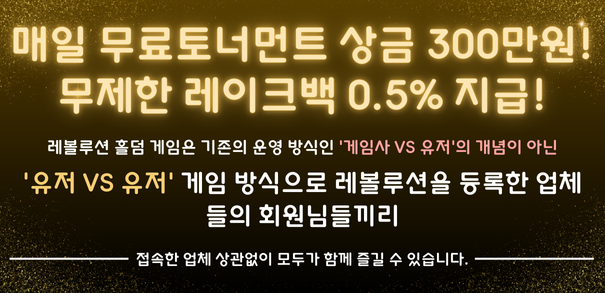 매일 무료토너먼트 상금 300만원!
무제한 레이크백 0.5% 지급!
레볼루션 홀덤 게임은 기존의 운영 방식인 '게임사 VS 유저'의 개념이 아닌
'유저 VS 유저' 게임 방식으로 레볼루션을 등록한 업체
들의 회원님들끼리
접속한 업체 상관없이 모두가 함께 즐길 수 있습니다.